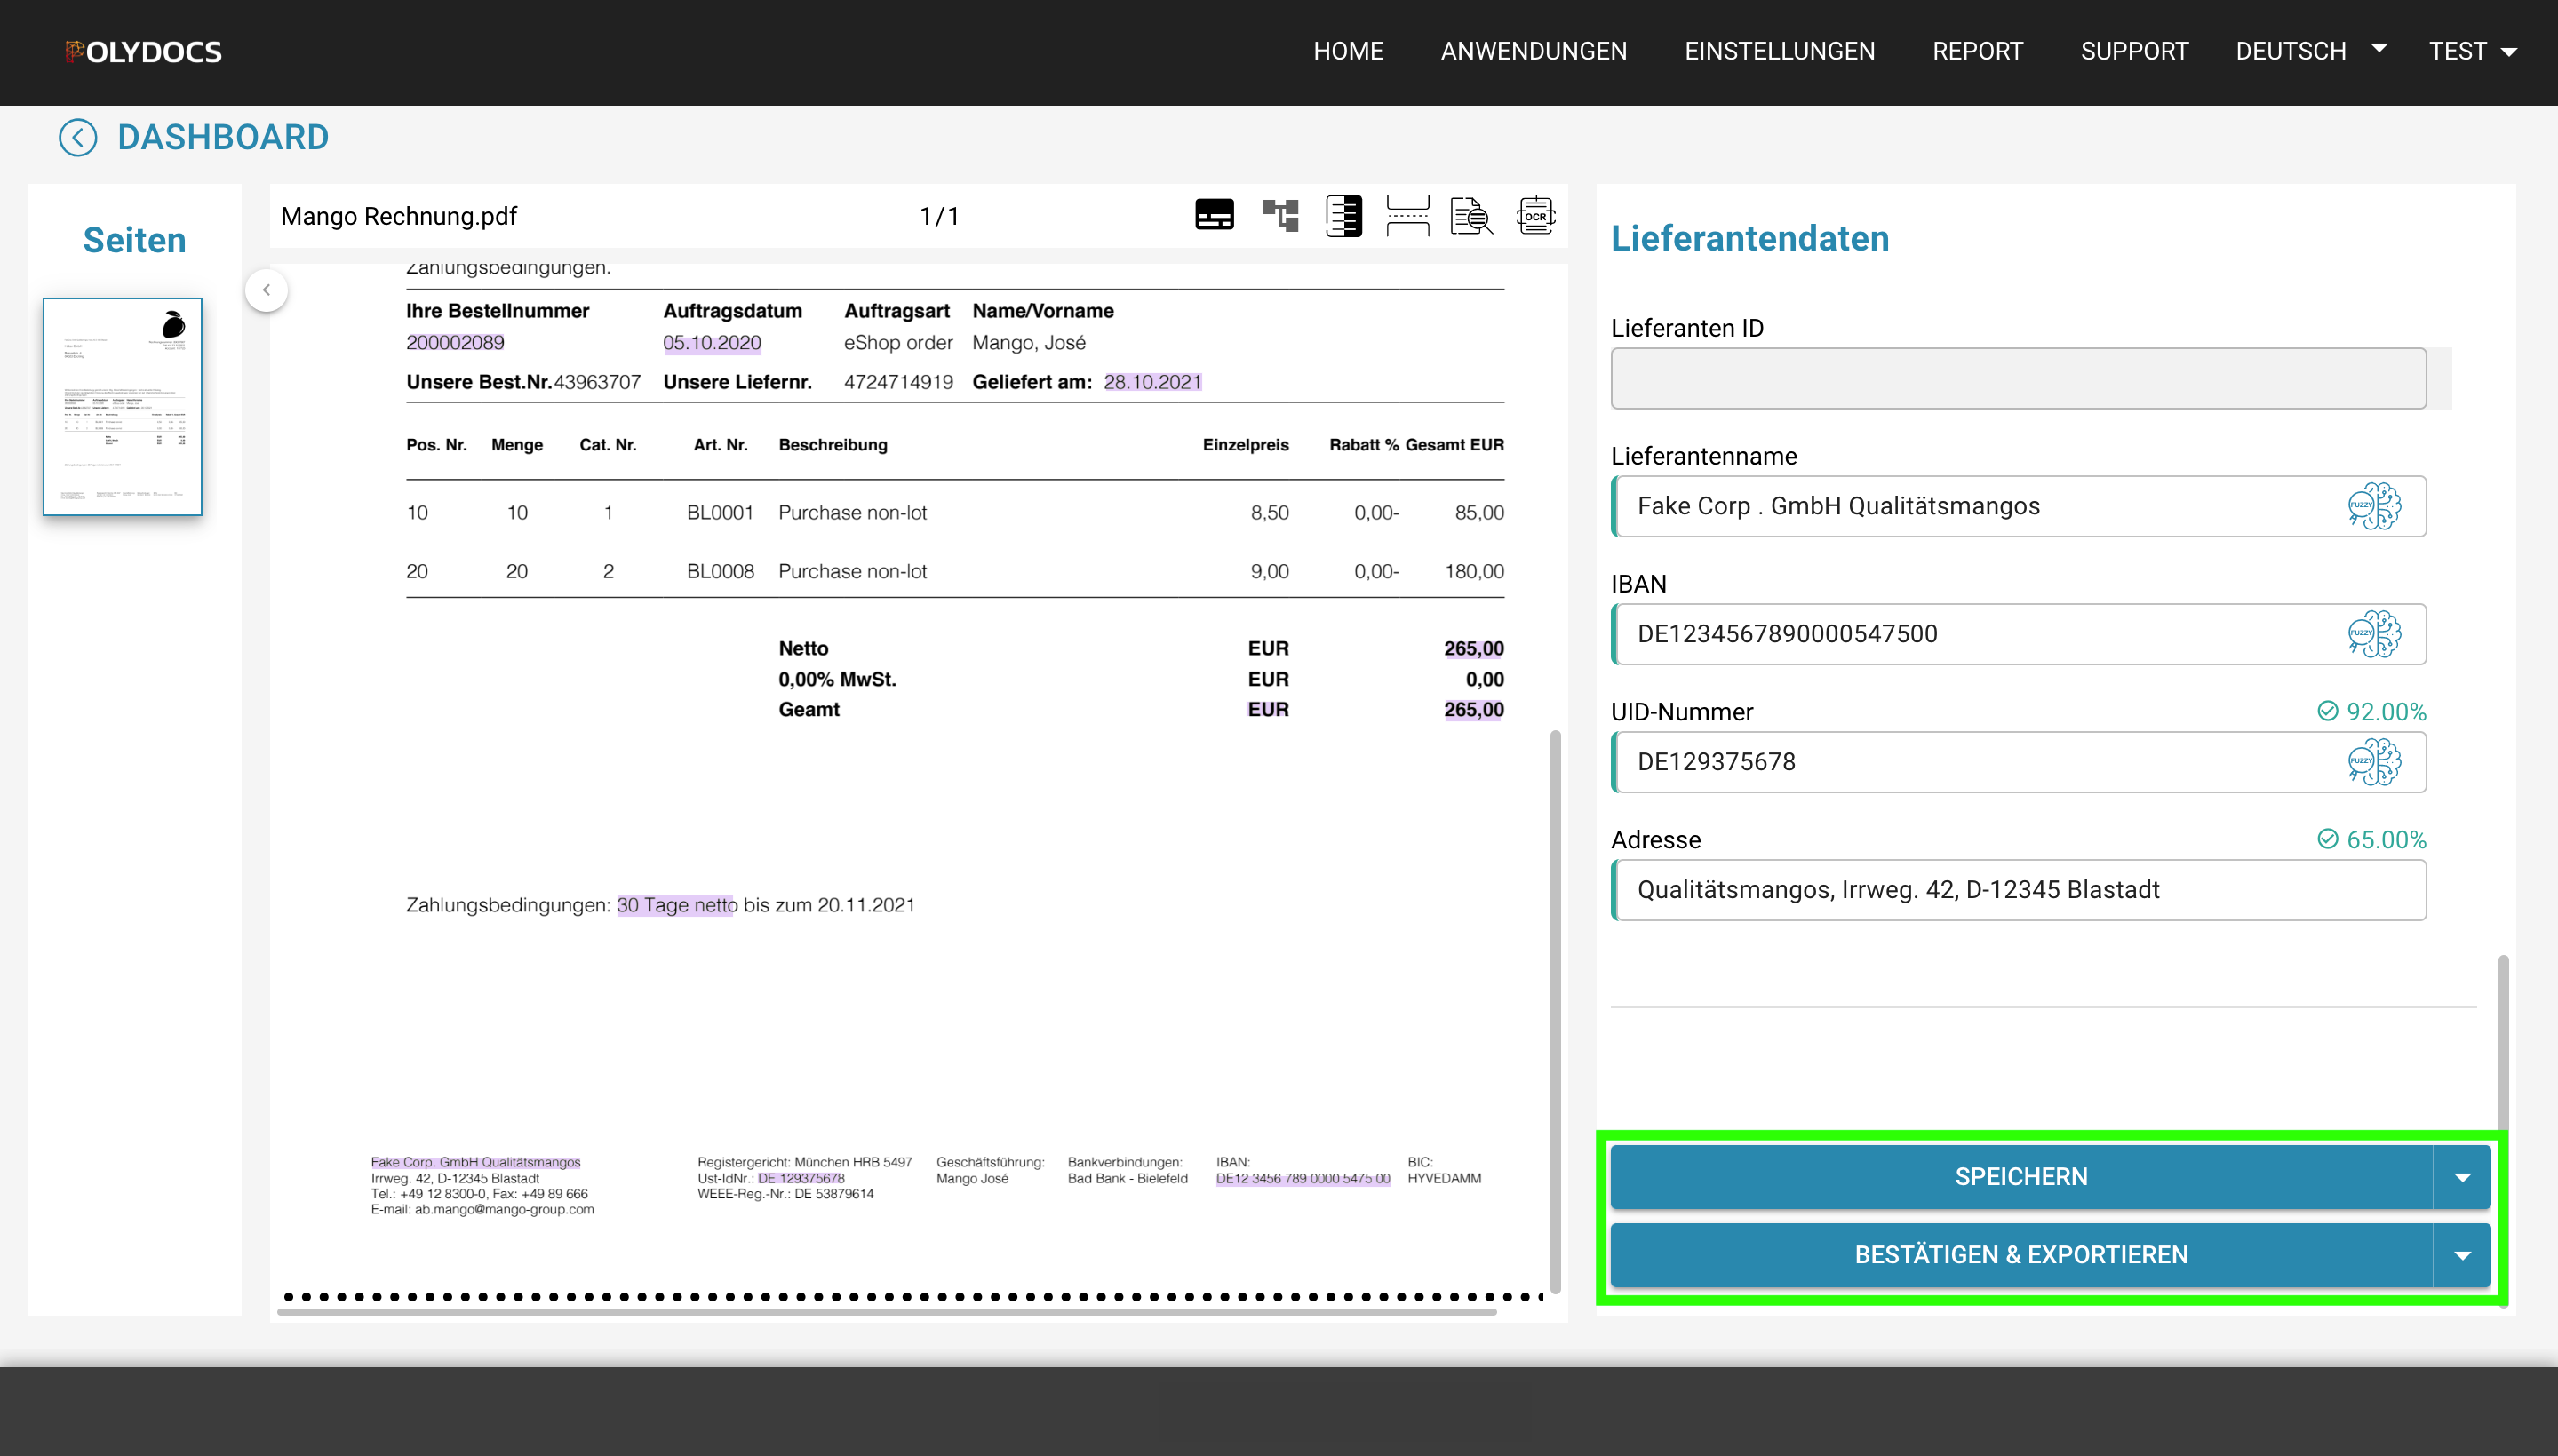 POLYDOCS
HOME ANWENDUNGEN EINSTELLUNGEN REPORT SUPPORT DEUTSCH TEST
DASHBOARD
Seiten
Mango Rechnung.pdf 1/1
OCR
Zahlungsbedingungen.
Ihre Bestellnummer Auftragsdatum Auftragsart Name/Vorname
200002089 05.10.2020 eShop order Mango, José
Unsere Best.Nr. 43963707 Unsere Liefernr. 4724714919 Geliefert am: 28.10.2021
Pos. Nr. Menge Cat. Nr. Art. Nr. Beschreibung Einzelpreis Rabatt % Gesamt EUR
10 10 1 BL0001 Purchase non-lot 8,50 0,00- 85,00
20 20 2 BL0008 Purchase non-lot 9,00 0,00- 180,00
Netto EUR 265,00
0,00% MwSt. EUR 0,00
Geamt EUR 265,00
Zahlungsbedingungen: 30 Tage netto bis zum 20.11.2021
Fake Corp. GmbH Qualitätsmangos
Irrweg. 42, D-12345 Blastadt
Tel.: +49 12 8300-0, Fax: +49 89 666
E-mail: ab.mango@mango-group.com
Registergericht: München HRB 5497
Ust-IdNr.: DE 129375678
WEEE-Reg.-Nr.: DE 53879614
Geschäftsführung:
Mango José
Bankverbindungen:
Bad Bank - Bielefeld
IBAN:
DE12 3456 789 0000 5475 00
BIC:
HYVEDAMM
Lieferantendaten
Lieferanten ID
Lieferantenname
Fake Corp . GmbH Qualitätsmangos
FUZZY
IBAN
DE1234567890000547500
FUZZY
UID-Nummer 92.00%
DE129375678
FUZZY
Adresse 65.00%
Qualitätsmangos, Irrweg. 42, D-12345 Blastadt
SPEICHERN
BESTÄTIGEN & EXPORTIEREN